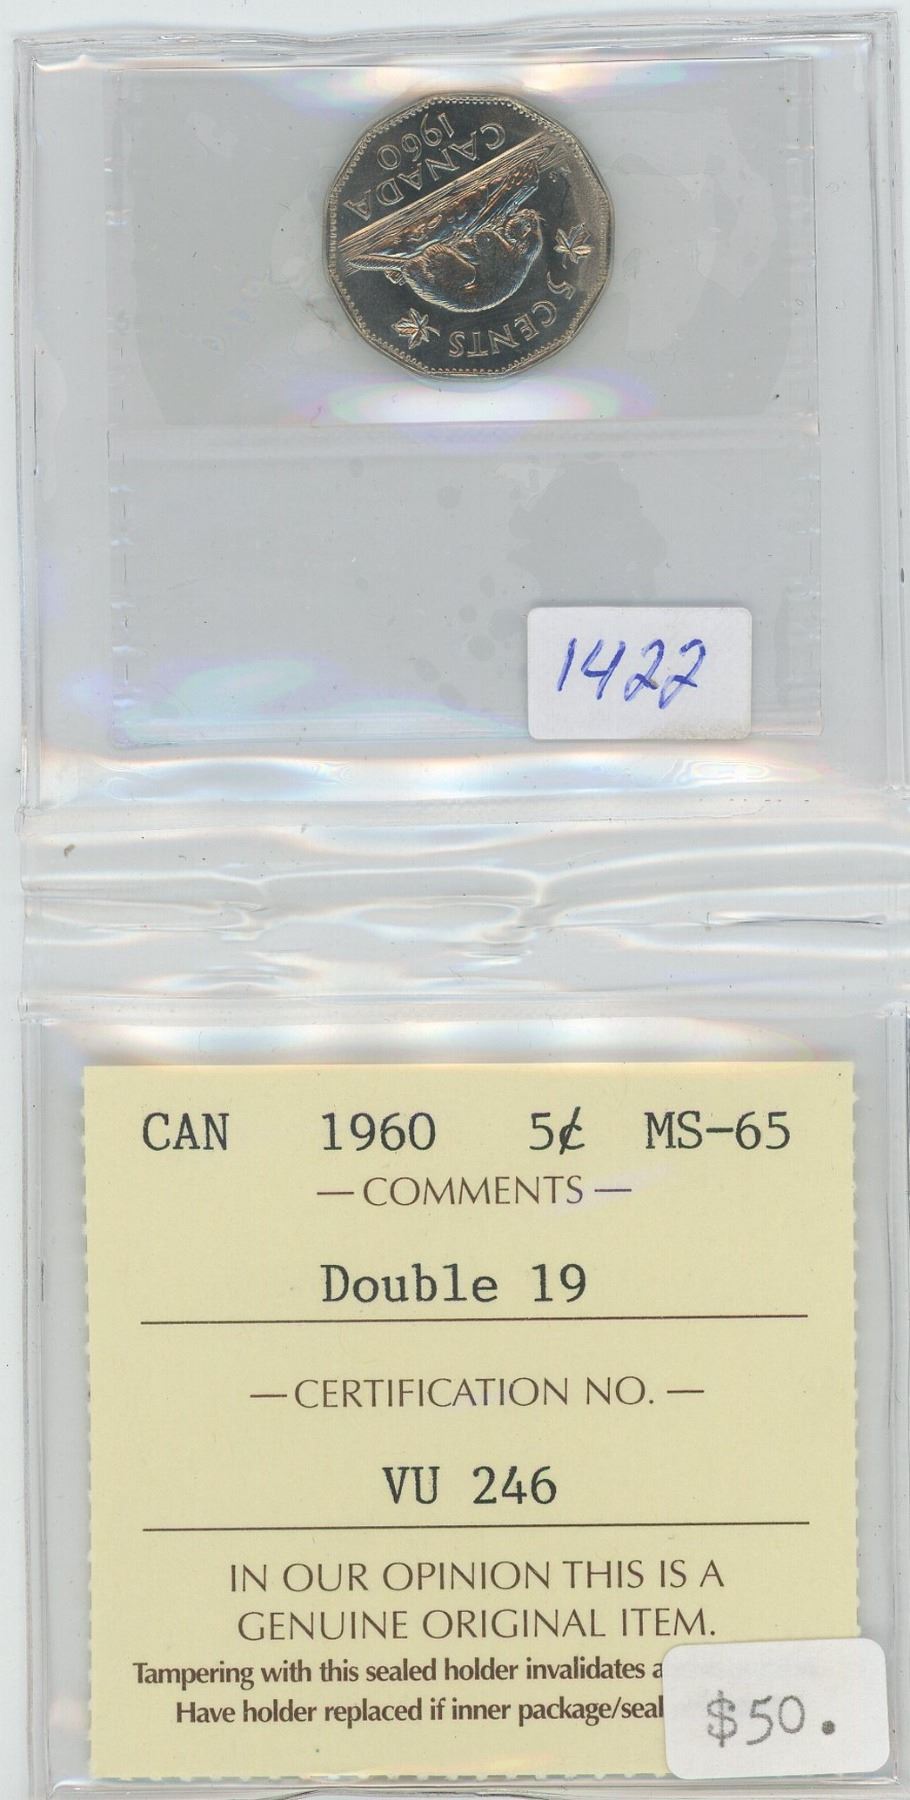 CANADA
1960
5 CENTS
1422
CAN 1960 5¢ MS-65
— COMMENTS —
Double 19
— CERTIFICATION NO. —
VU 246
IN OUR OPINION THIS IS A
GENUINE ORIGINAL ITEM.
Tampering with this sealed holder invalidates
Have holder replaced if inner package/seal
$50.